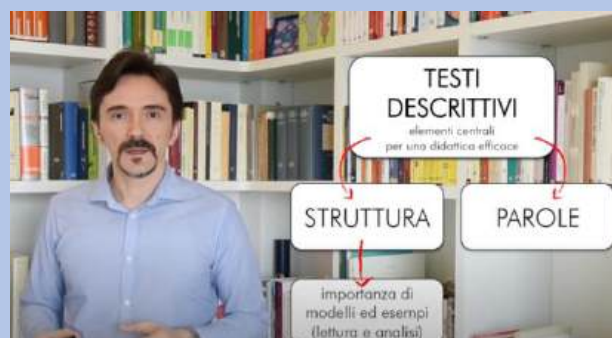 TESTI
DESCRITTIVI
elementi centrali
per una didattica efficace
STRUTTURA
PAROLE
importanza di
modelli ed esempi
(lettura e analisi)